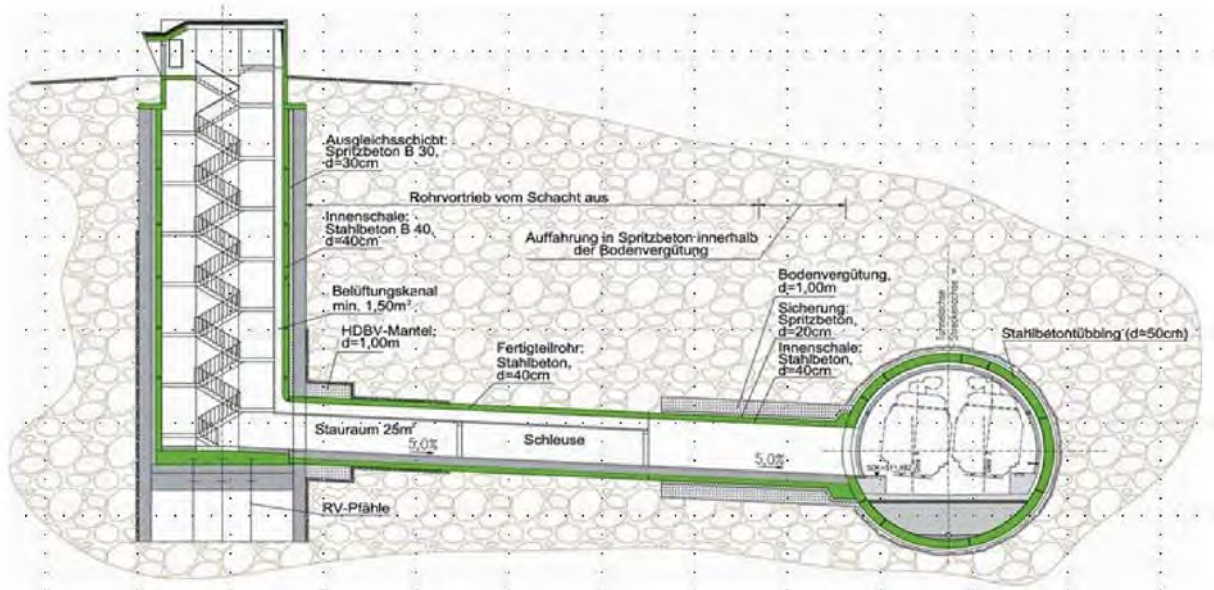 Ausgleichsschicht:
Spritzbeton B 30,
d=30cm
Rohrvortrieb vom Schacht aus
Innenschale:
Stahlbeton B 40,
d=40cm
Auffahrung in Spritzbeton innerhalb
der Bodenvergütung
Belüftungskanal
min. 1,50m²
HDBV-Mantel:
d=1,00m
Fertigteilrohr:
Stahlbeton,
d=40cm
Bodenvergütung,
d=1,00m
Sicherung:
Spritzbeton,
d=20cm
Innenschale:
Stahlbeton,
d=40cm
Stahlbetontübbing (d=50cm)
Stauraum 25m²
5,0%
Schleuse
5,0%
RV-Pfähle